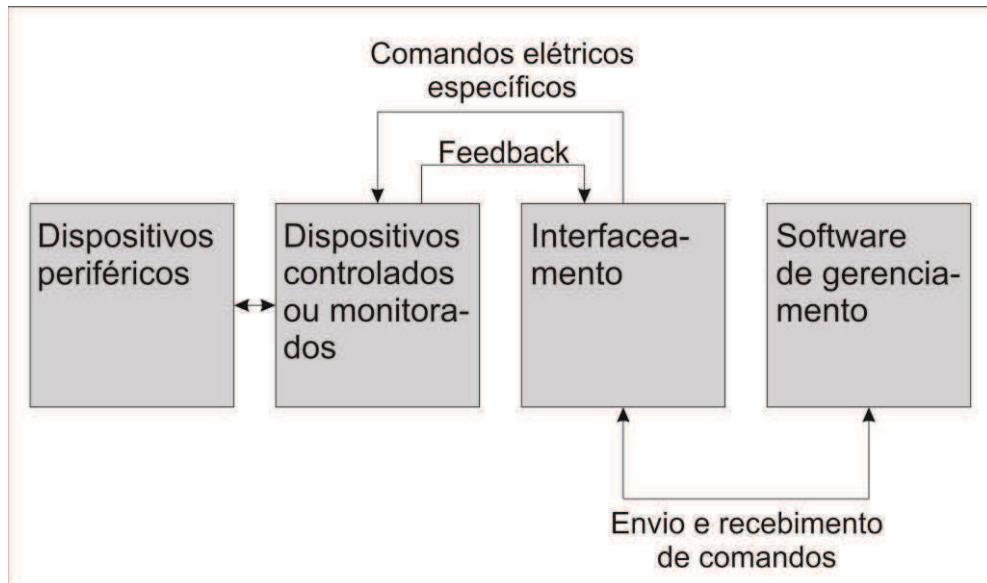 Comandos elétricos
específicos
Feedback
Dispositivos
periféricos
Dispositivos
controlados
ou monitora-
dos
Interfacea-
mento
Software
de gerencia-
mento
Envio e recebimento
de comandos